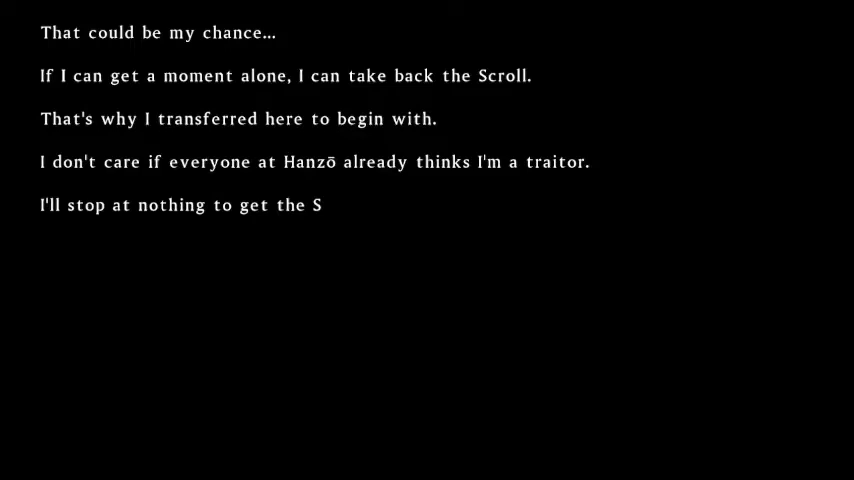 That could be my chance...
If I can get a moment alone, I can take back the Scroll.
That's why I transferred here to begin with.
I don't care if everyone at Hanzō already thinks I'm a traitor.
I'll stop at nothing to get the S